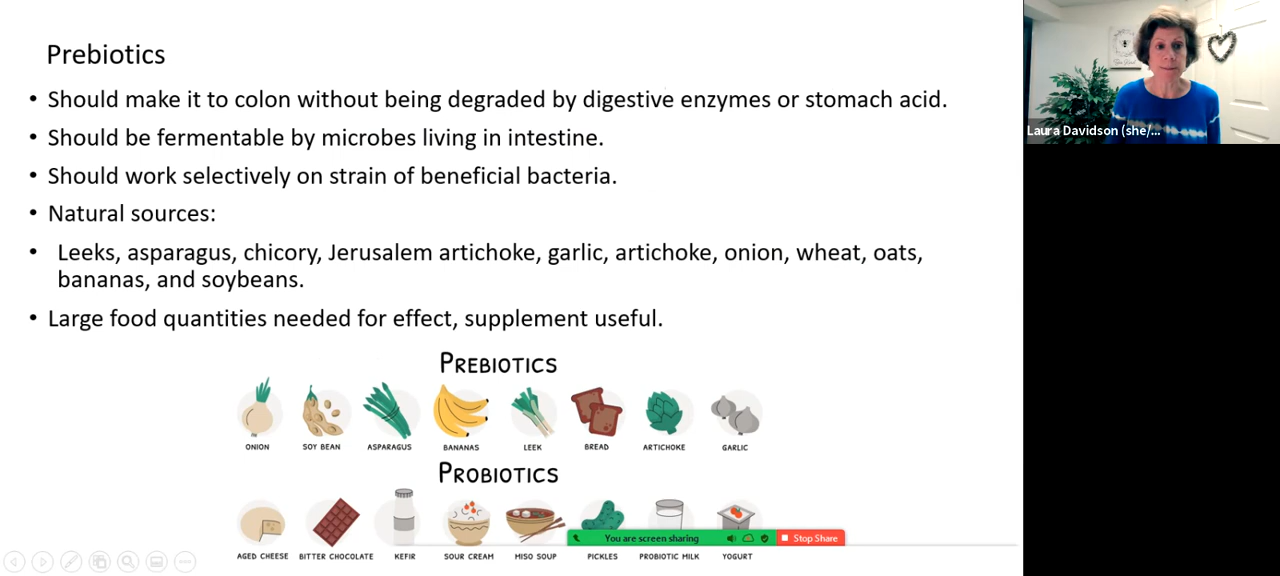 Prebiotics
• Should make it to colon without being degraded by digestive enzymes or stomach acid.
• Should be fermentable by microbes living in intestine.
• Should work selectively on strain of beneficial bacteria.
• Natural sources:
• Leeks, asparagus, chicory, Jerusalem artichoke, garlic, artichoke, onion, wheat, oats,
bananas, and soybeans.
• Large food quantities needed for effect, supplement useful.
PREBIOTICS
ONION SOY BEAN ASPARAGUS BANANAS LEEK BREAD ARTICHOKE GARLIC
PROBIOTICS
AGED CHEESE BITTER CHOCOLATE KEFIR SOUR CREAM MISO SOUP PICKLES PROBIOTIC MILK YOGURT
You are screen sharing Stop Share
Laura Davidson (she/...